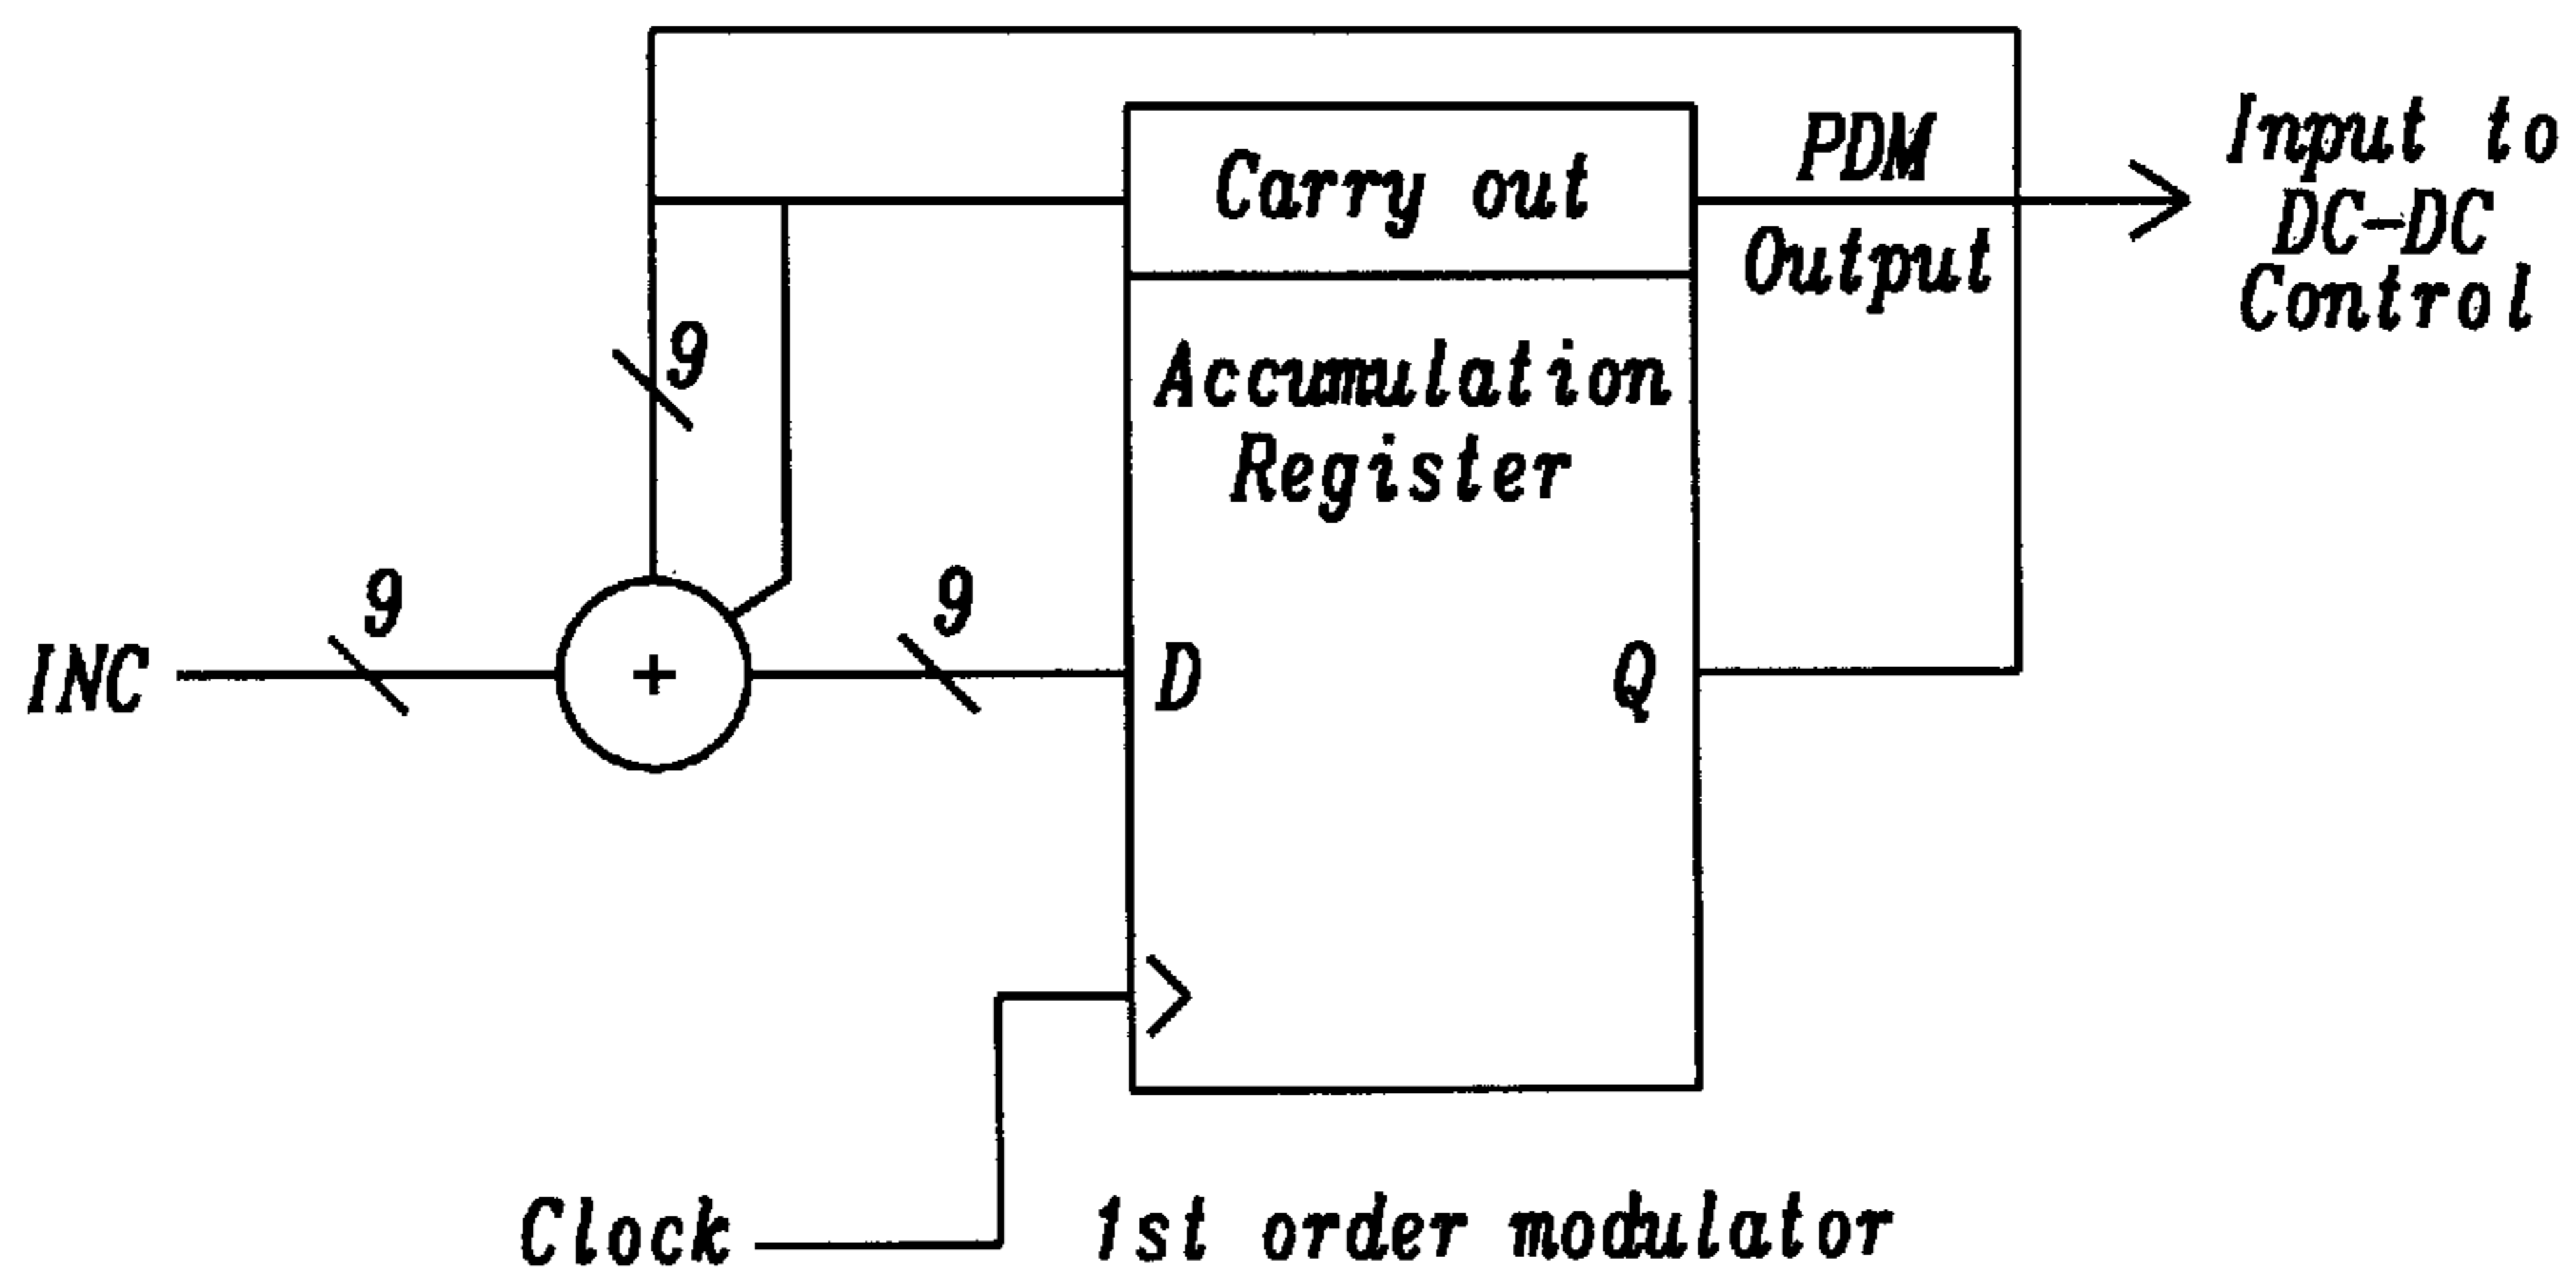 Carry out
PDM
Output
Input to
DC-DC
Control
Accumulation
Register
9
9
9
INC
+
D
Q
Clock
1st order modulator